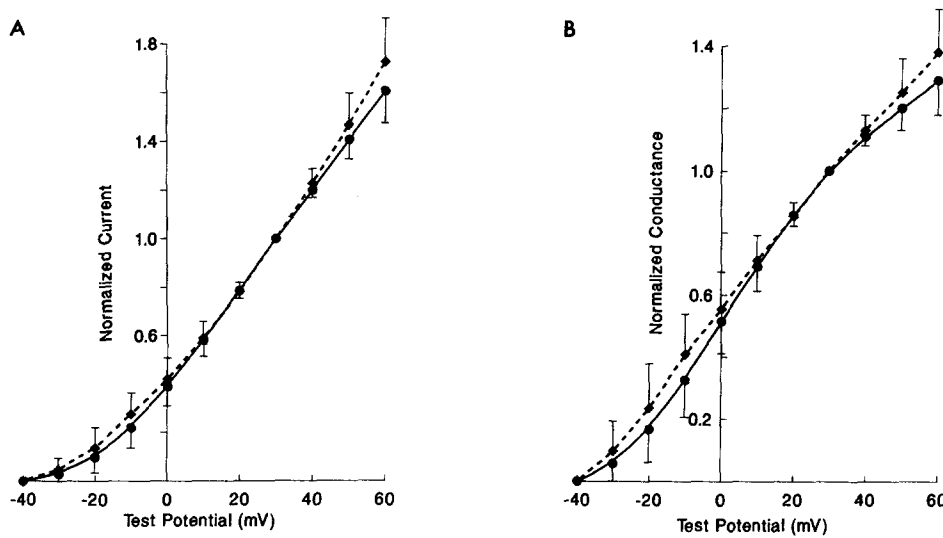 A
1.8
1.4
1.0
0.6
Normalized Current
-40 -20 0 20 40 60
Test Potential (mV)
B
1.4
1.0
0.6
0.2
Normalized Conductance
-40 -20 0 20 40 60
Test Potential (mV)